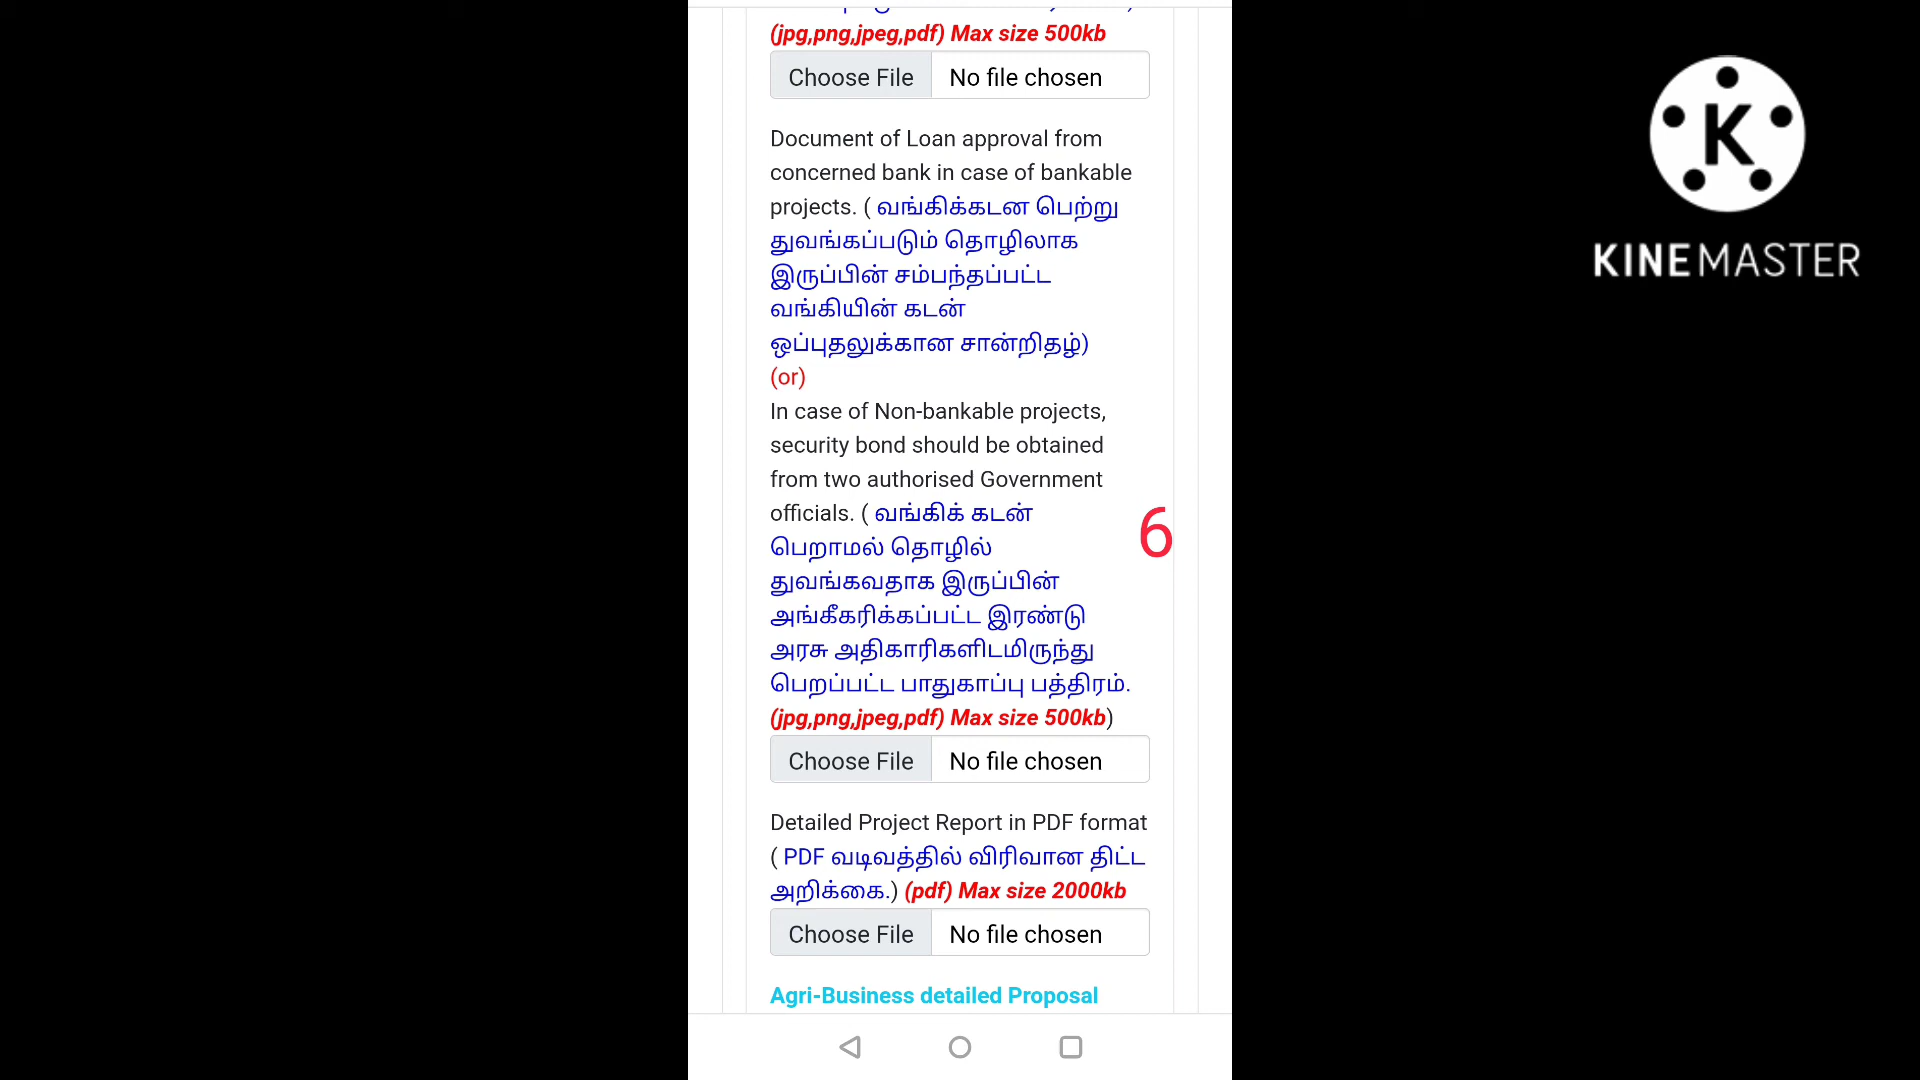 (jpg,png,jpeg,pdf) Max size 500kb
Choose File No file chosen
Document of Loan approval from
concerned bank in case of bankable
projects. ( வங்கிக்கடன பெற்று
துவங்கப்படும் தொழிலாக
இருப்பின் சம்பந்தப்பட்ட
வங்கியின் கடன்
ஒப்புதலுக்கான சான்றிதழ்)
(or)
In case of Non-bankable projects,
security bond should be obtained
from two authorised Government
officials. ( வங்கிக் கடன்
பெறாமல் தொழில்
துவங்கவதாக இருப்பின்
அங்கீகரிக்கப்பட்ட இரண்டு
அரசு அதிகாரிகளிடமிருந்து
பெறப்பட்ட பாதுகாப்பு பத்திரம்.
(jpg,png,jpeg,pdf) Max size 500kb)
6
Choose File No file chosen
Detailed Project Report in PDF format
( PDF வடிவத்தில் விரிவான திட்ட
அறிக்கை.) (pdf) Max size 2000kb
Choose File No file chosen
Agri-Business detailed Proposal
K
KINEMASTER